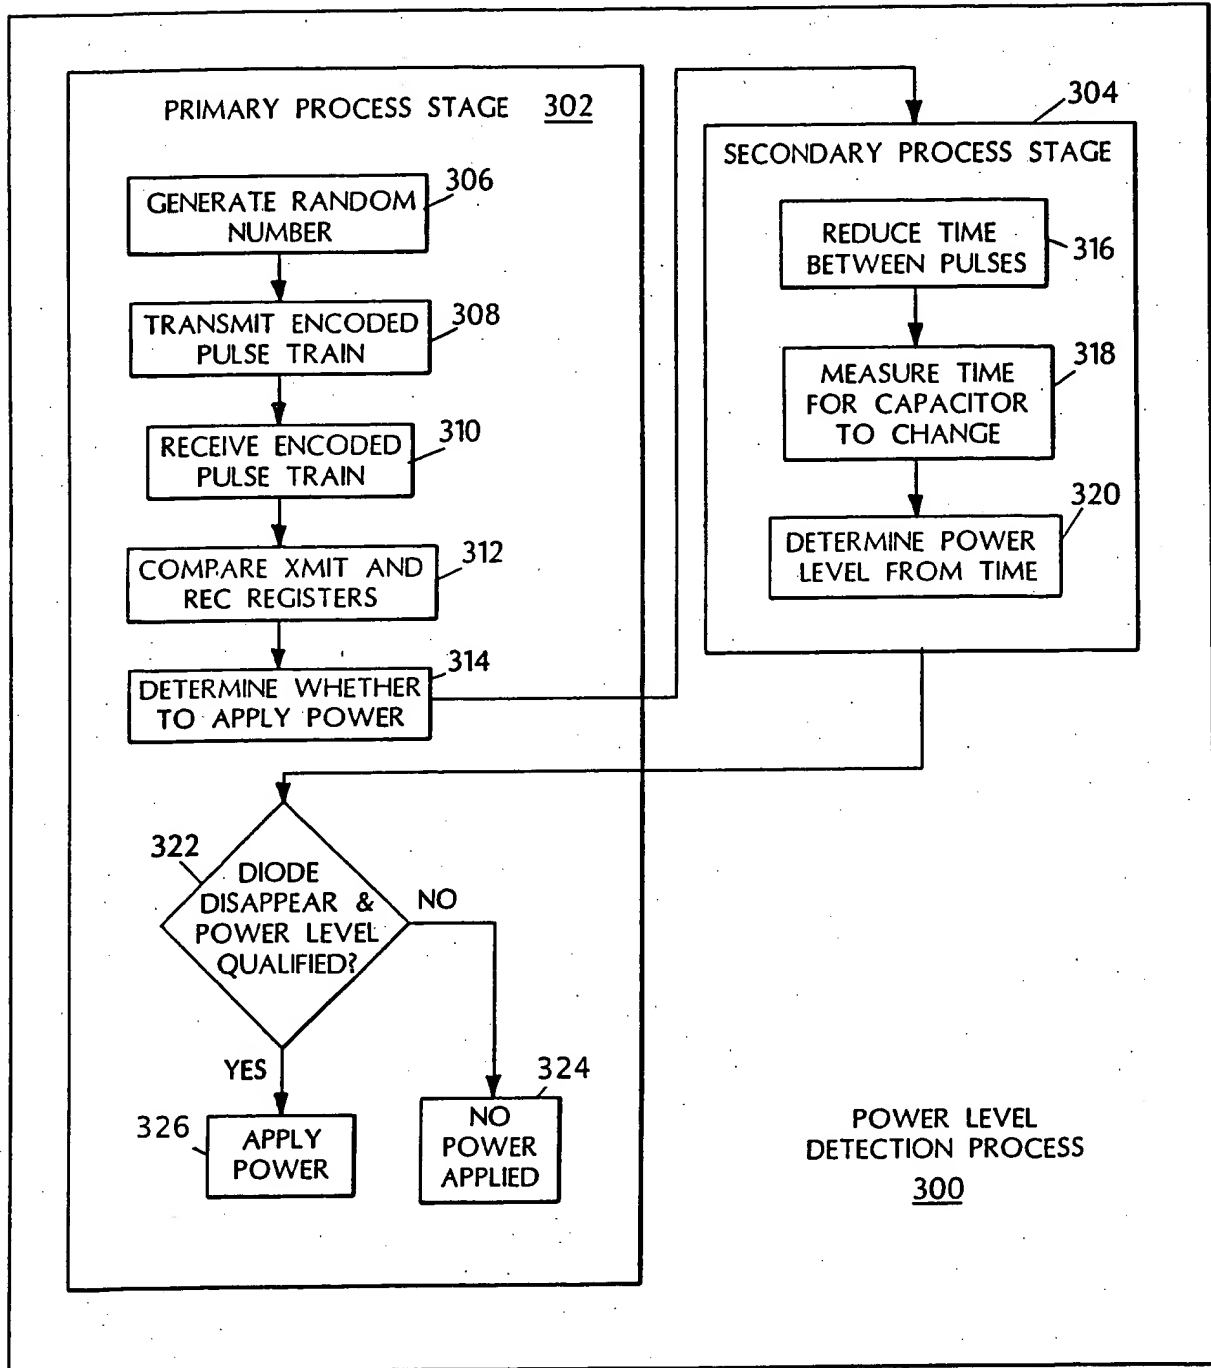 PRIMARY PROCESS STAGE 302
306
GENERATE RANDOM
NUMBER
308
TRANSMIT ENCODED
PULSE TRAIN
310
RECEIVE ENCODED
PULSE TRAIN
312
COMPARE XMIT AND
REC REGISTERS
314
DETERMINE WHETHER
TO APPLY POWER
304
SECONDARY PROCESS STAGE
REDUCE TIME
BETWEEN PULSES
316
318
MEASURE TIME
FOR CAPACITOR
TO CHANGE
320
DETERMINE POWER
LEVEL FROM TIME
322
DIODE
DISAPPEAR &
POWER LEVEL
QUALIFIED?
NO
YES
324
326
APPLY
POWER
NO
POWER
APPLIED
POWER LEVEL
DETECTION PROCESS
300